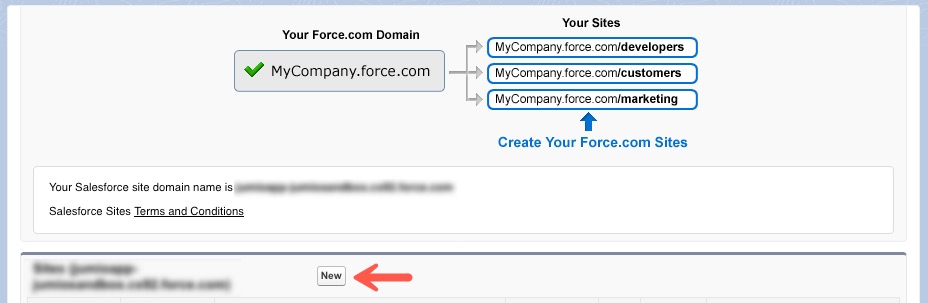 Your Force.com Domain
Your Sites
MyCompany.force.com
MyCompany.force.com/developers
MyCompany.force.com/customers
MyCompany.force.com/marketing
Create Your Force.com Sites
Your Salesforce site domain name is
Salesforce Sites Terms and Conditions
New